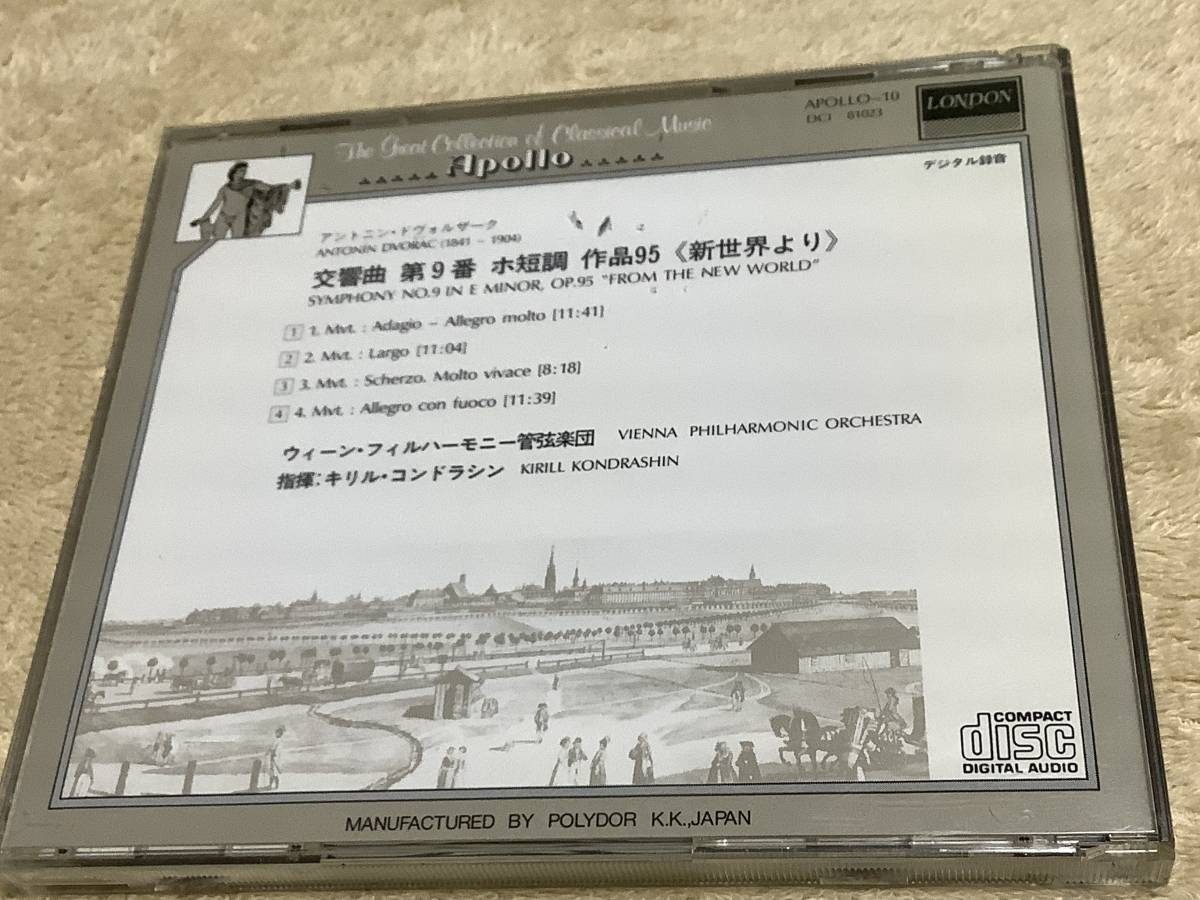 The Great Collection of Classical Music
Apollo
APOLLO-10
DCI 81023
LONDON
デジタル録音
アントニン・ドヴォルザーク
ANTONIN DVORAC (1841 - 1904)
交響曲 第9番 ホ短調 作品95《新世界より》
SYMPHONY NO.9 IN E MINOR, OP.95 "FROM THE NEW WORLD"
1 1. Mvt. : Adagio - Allegro molto [11:41]
2 2. Mvt. : Largo [11:04]
3 3. Mvt. : Scherzo. Molto vivace [8:18]
4 4. Mvt. : Allegro con fuoco [11:39]
ウィーン・フィルハーモニー管弦楽団 VIENNA PHILHARMONIC ORCHESTRA
指揮:キリル・コンドラシン KIRILL KONDRASHIN
COMPACT
disc
DIGITAL AUDIO
MANUFACTURED BY POLYDOR K.K.,JAPAN